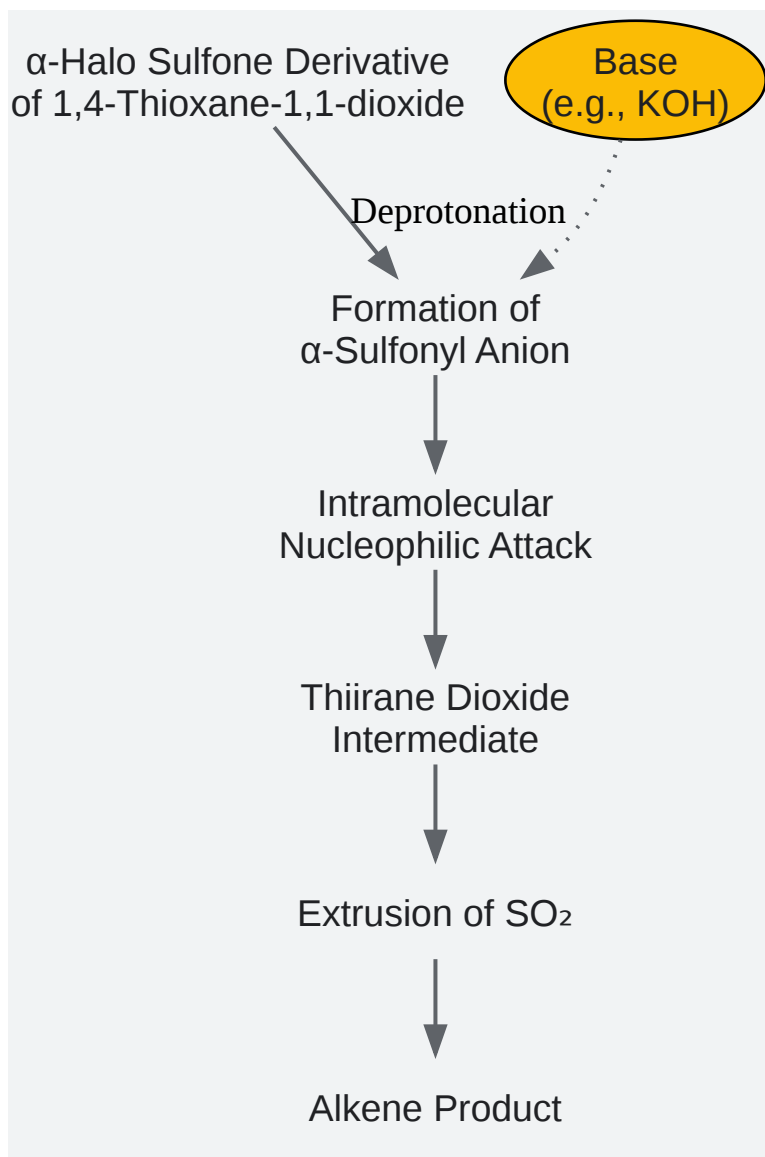 α-Halo Sulfone Derivative
of 1,4-Thioxane-1,1-dioxide
Base
(e.g., KOH)
Deprotonation
Formation of
α-Sulfonyl Anion
Intramolecular
Nucleophilic Attack
Thiirane Dioxide
Intermediate
Extrusion of SO₂
Alkene Product